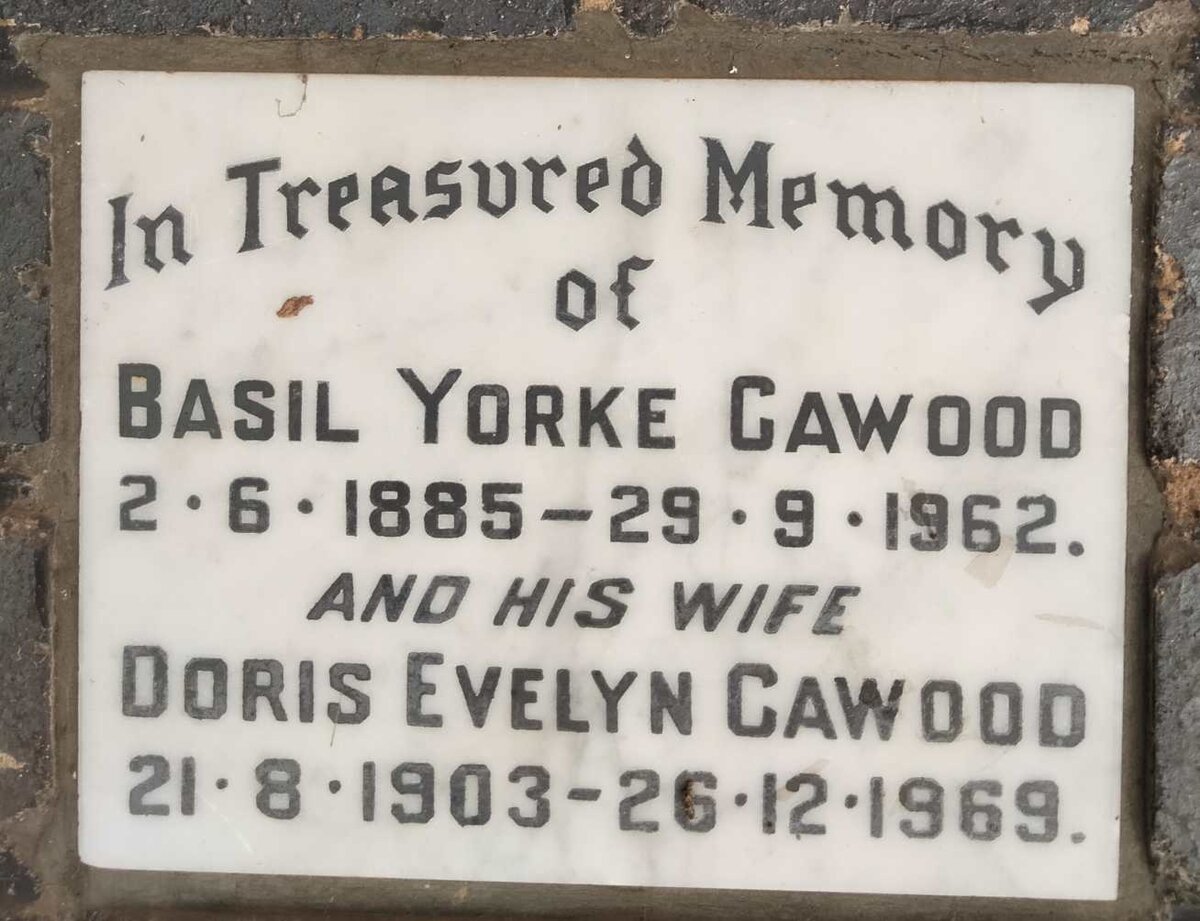 In Treasured Memory
of
BASIL YORKE CAWOOD
2·6·1885-29·9·1962.
AND HIS WIFE
DORIS EVELYN CAWOOD
21·8·1903-26·12·1969.